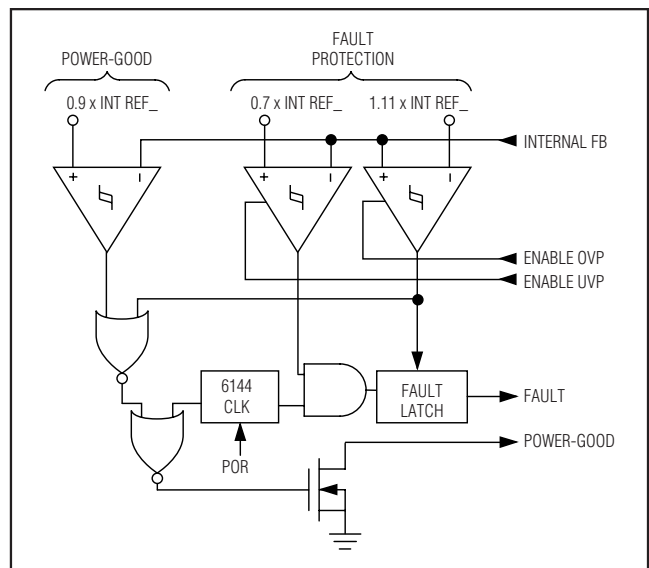 POWER-GOOD
FAULT
PROTECTION
0.9 x INT REF_
0.7 x INT REF_
1.11 x INT REF_
INTERNAL FB
+ −
+ −
+ −
ENABLE OVP
ENABLE UVP
6144
CLK
FAULT
LATCH
FAULT
POWER-GOOD
POR